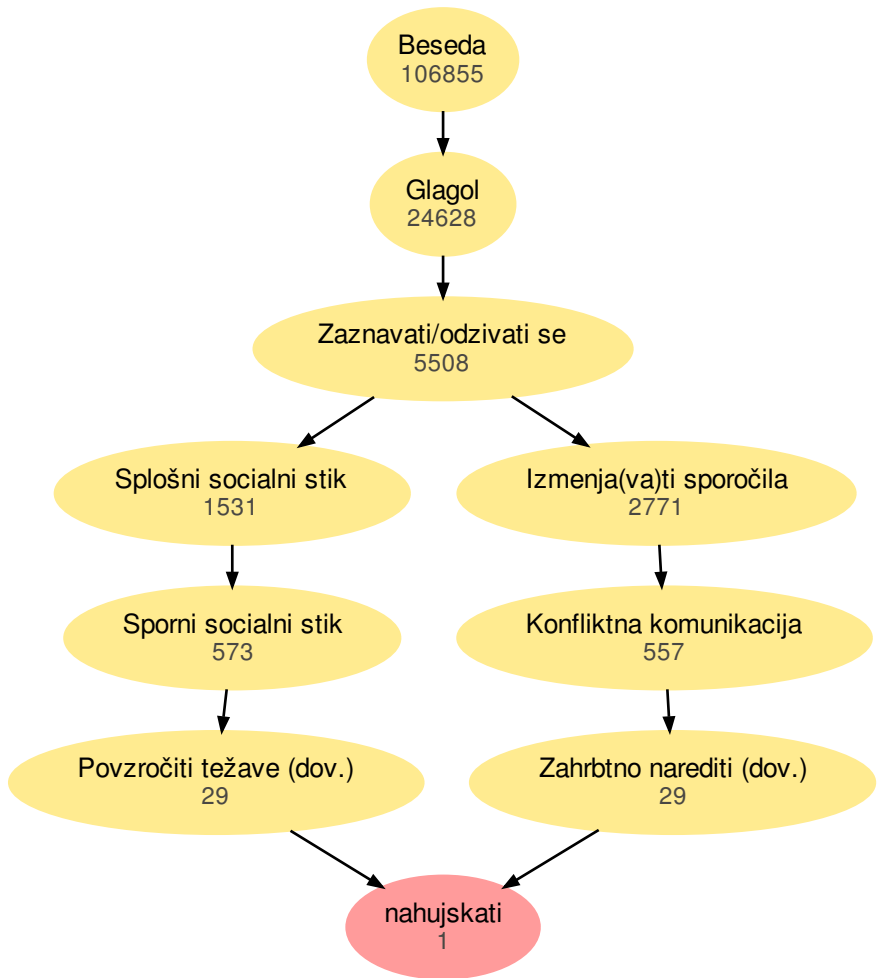 Beseda
106855
Glagol
24628
Zaznavati/odzivati se
5508
Splošni socialni stik
1531
Izmenja(va)ti sporočila
2771
Sporni socialni stik
573
Konfliktna komunikacija
557
Povzročiti težave (dov.)
29
Zahrbtno narediti (dov.)
29
nahujskati
1